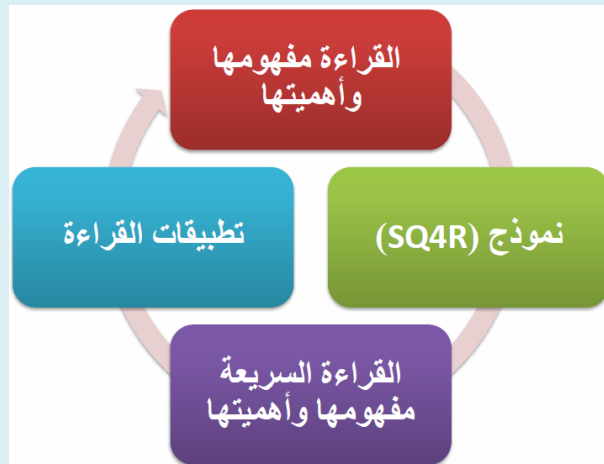 القراءة مفهومها
وأهميتها
نموذج (SQ4R)
القراءة السريعة
مفهومها وأهميتها
تطبيقات القراءة